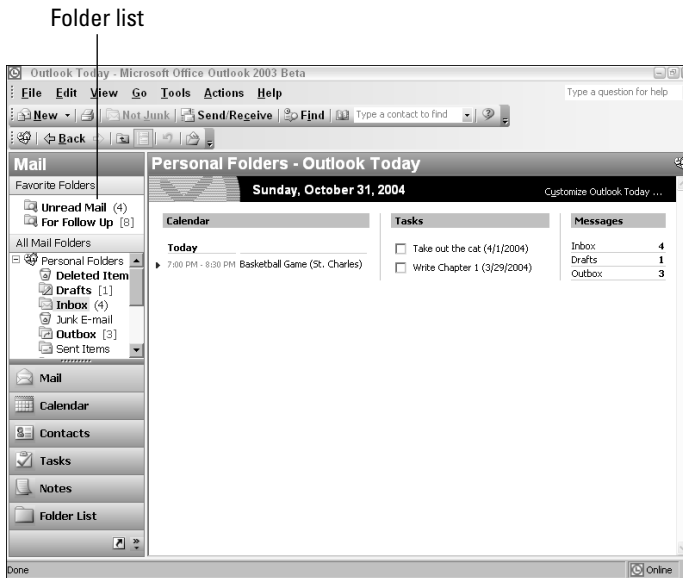 Folder list
Outlook Today - Microsoft Office Outlook 2003 Beta
File Edit View Go Tools Actions Help
Type a question for help
New Not Junk Send/Receive Find Type a contact to find
Back
Mail
Personal Folders - Outlook Today
Favorite Folders
Unread Mail (4)
For Follow Up [8]
All Mail Folders
Personal Folders
Deleted Item
Drafts [1]
Inbox (4)
Junk E-mail
Outbox [3]
Sent Items
Mail
Calendar
Contacts
Tasks
Notes
Folder List
Sunday, October 31, 2004
Customize Outlook Today ...
Calendar
Today
7:00 PM - 8:30 PM Basketball Game (St. Charles)
Tasks
Take out the cat (4/1/2004)
Write Chapter 1 (3/29/2004)
Messages
Inbox 4
Drafts 1
Outbox 3
Done
Online